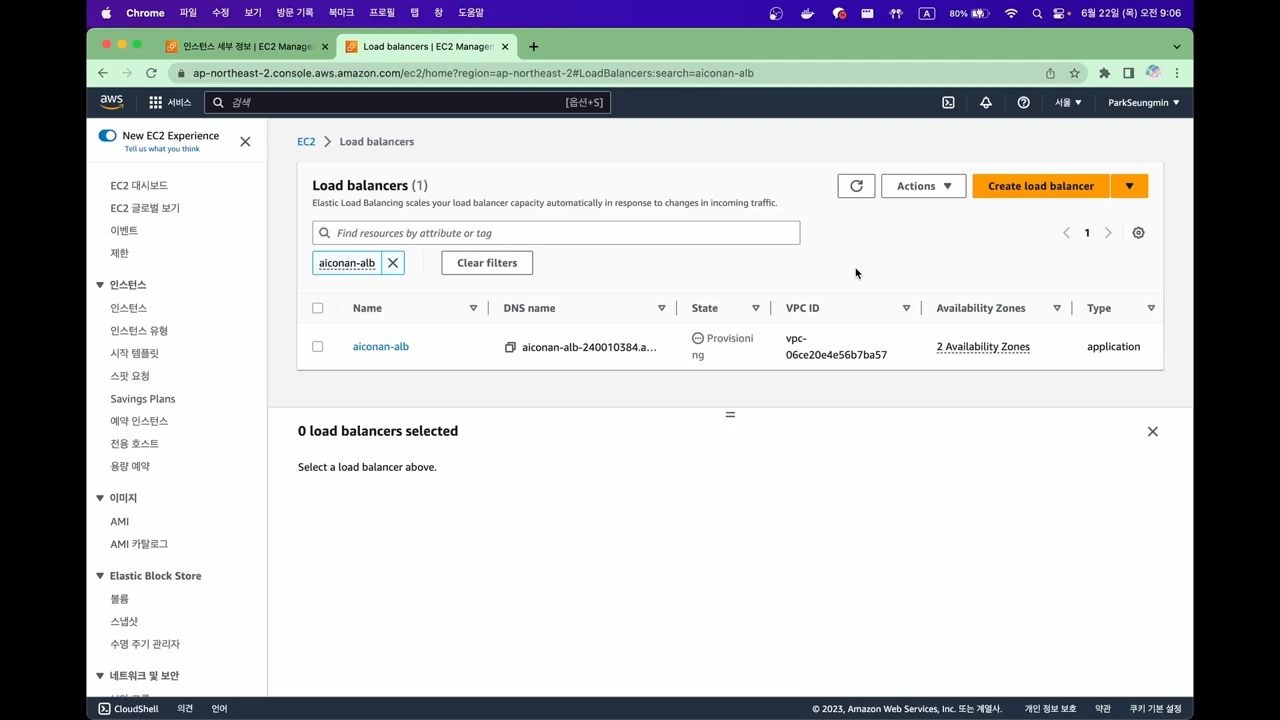 Chrome 파일 수정 보기 방문 기록 북마크 프로필 탭 창 도움말 A 80% 6월 22일 (목) 오전 9:06
인스턴스 세부 정보 | EC2 Manage
Load balancers | EC2 Managem
ap-northeast-2.console.aws.amazon.com/ec2/home?region=ap-northeast-2#LoadBalancers:search=aiconan-alb
aws 서비스 검색 [옵션+S] 서울 ▼ ParkSeungmin ▼
New EC2 Experience
Tell us what you think
EC2 대시보드
EC2 글로벌 보기
이벤트
제한
인스턴스
인스턴스
인스턴스 유형
시작 템플릿
스팟 요청
Savings Plans
예약 인스턴스
전용 호스트
용량 예약
이미지
AMI
AMI 카탈로그
Elastic Block Store
볼륨
스냅샷
수명 주기 관리자
네트워크 및 보안
EC2 > Load balancers
Load balancers (1)
Elastic Load Balancing scales your load balancer capacity automatically in response to changes in incoming traffic.
Actions ▼
Create load balancer
Find resources by attribute or tag
1
aiconan-alb
Clear filters
Name DNS name State VPC ID Availability Zones Type
aiconan-alb aiconan-alb-240010384.a... Provisioni
ng vpc-
06ce20e4e56b7ba57 2 Availability Zones application
0 load balancers selected
Select a load balancer above.
CloudShell 의견 언어 © 2023, Amazon Web Services, Inc. 또는 계열사. 개인 정보 보호 약관 쿠키 기본 설정